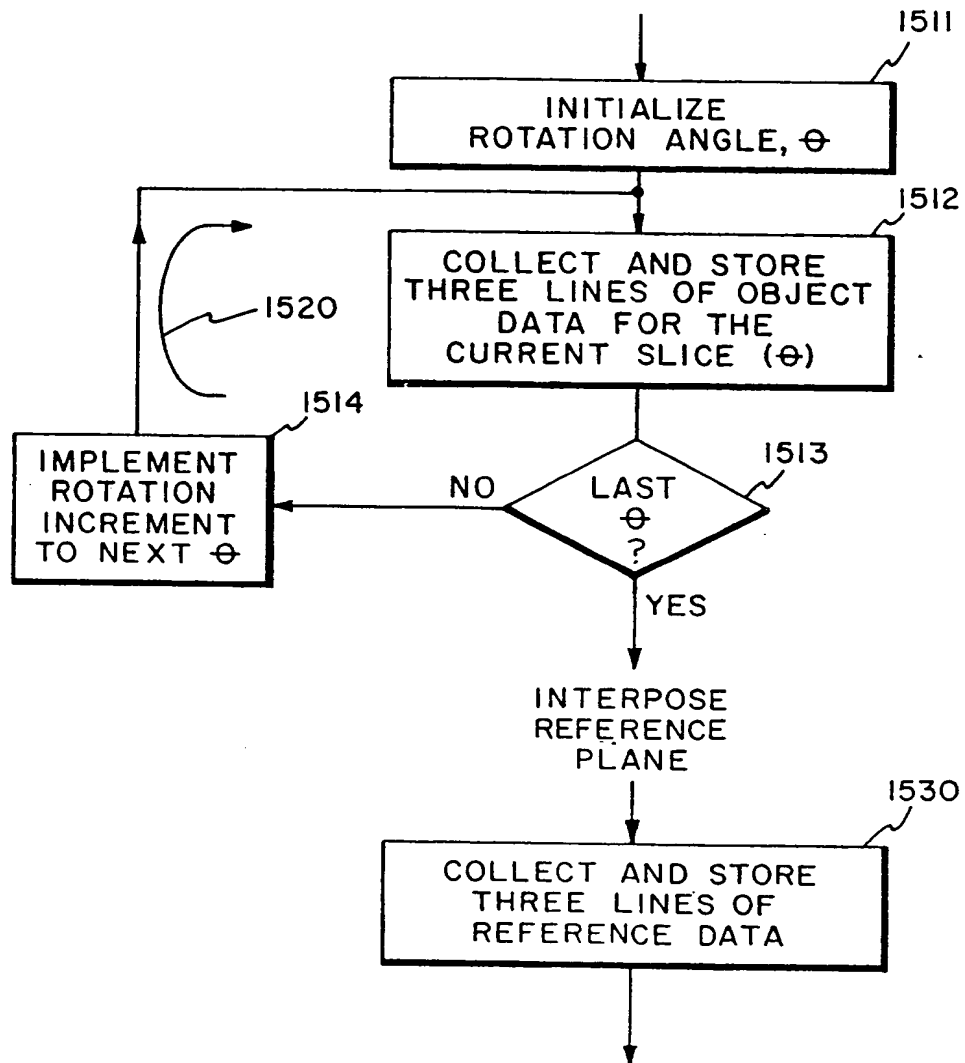 1511
INITIALIZE
ROTATION ANGLE, θ
1512
COLLECT AND STORE
THREE LINES OF OBJECT
DATA FOR THE
CURRENT SLICE (θ)
1520
1514
IMPLEMENT
ROTATION
INCREMENT
TO NEXT θ
NO
1513
LAST
θ
?
YES
INTERPOSE
REFERENCE
PLANE
1530
COLLECT AND STORE
THREE LINES OF
REFERENCE DATA